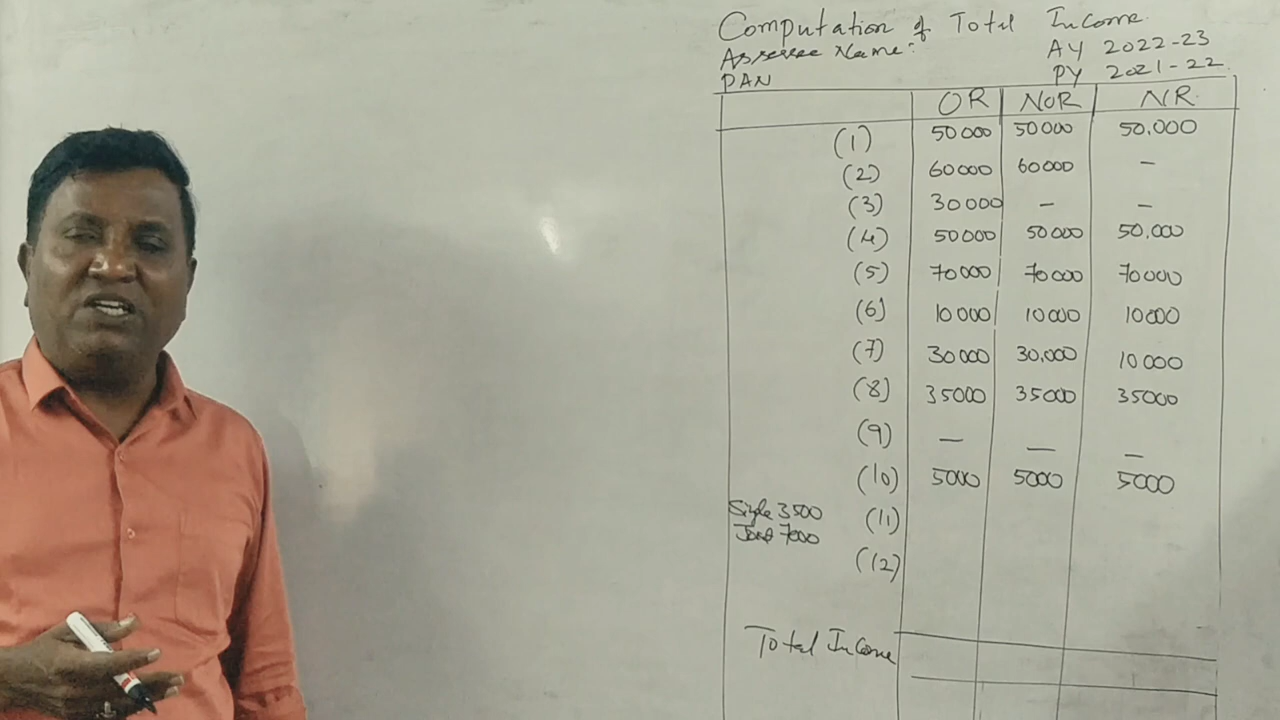 Computation of Total Income.
Assessee Name:
AY 2022-23
PAN
PY 2021-22
OR NOR NR
(1) 50000 50000 50,000
(2) 60000 60000 —
(3) 30000 — —
(4) 50000 50000 50,000
(5) 70000 70000 70000
(6) 10000 10000 10000
(7) 30000 30,000 10000
(8) 35000 35000 35000
(9) — — —
(10) 5000 5000 5000
3500 (11)
7000
(12)
Total Income